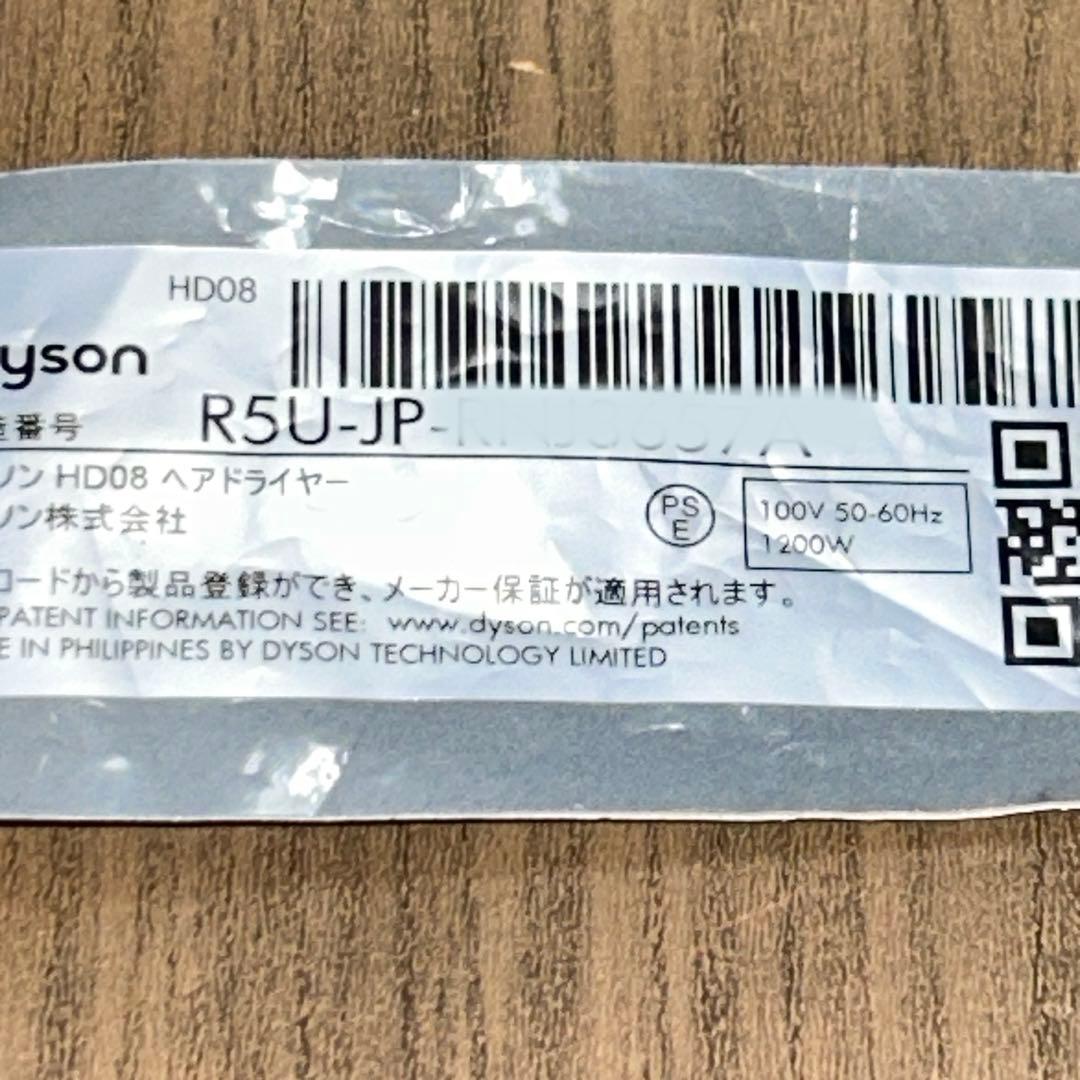 HD08
dyson
造番号 R5U-JP-
ソン HD08 ヘアドライヤー
ソン株式会社
PS
E
100V 50-60Hz
1200W
コードから製品登録ができ、メーカー保証が適用されます。
PATENT INFORMATION SEE: www.dyson.com/patents
E IN PHILIPPINES BY DYSON TECHNOLOGY LIMITED